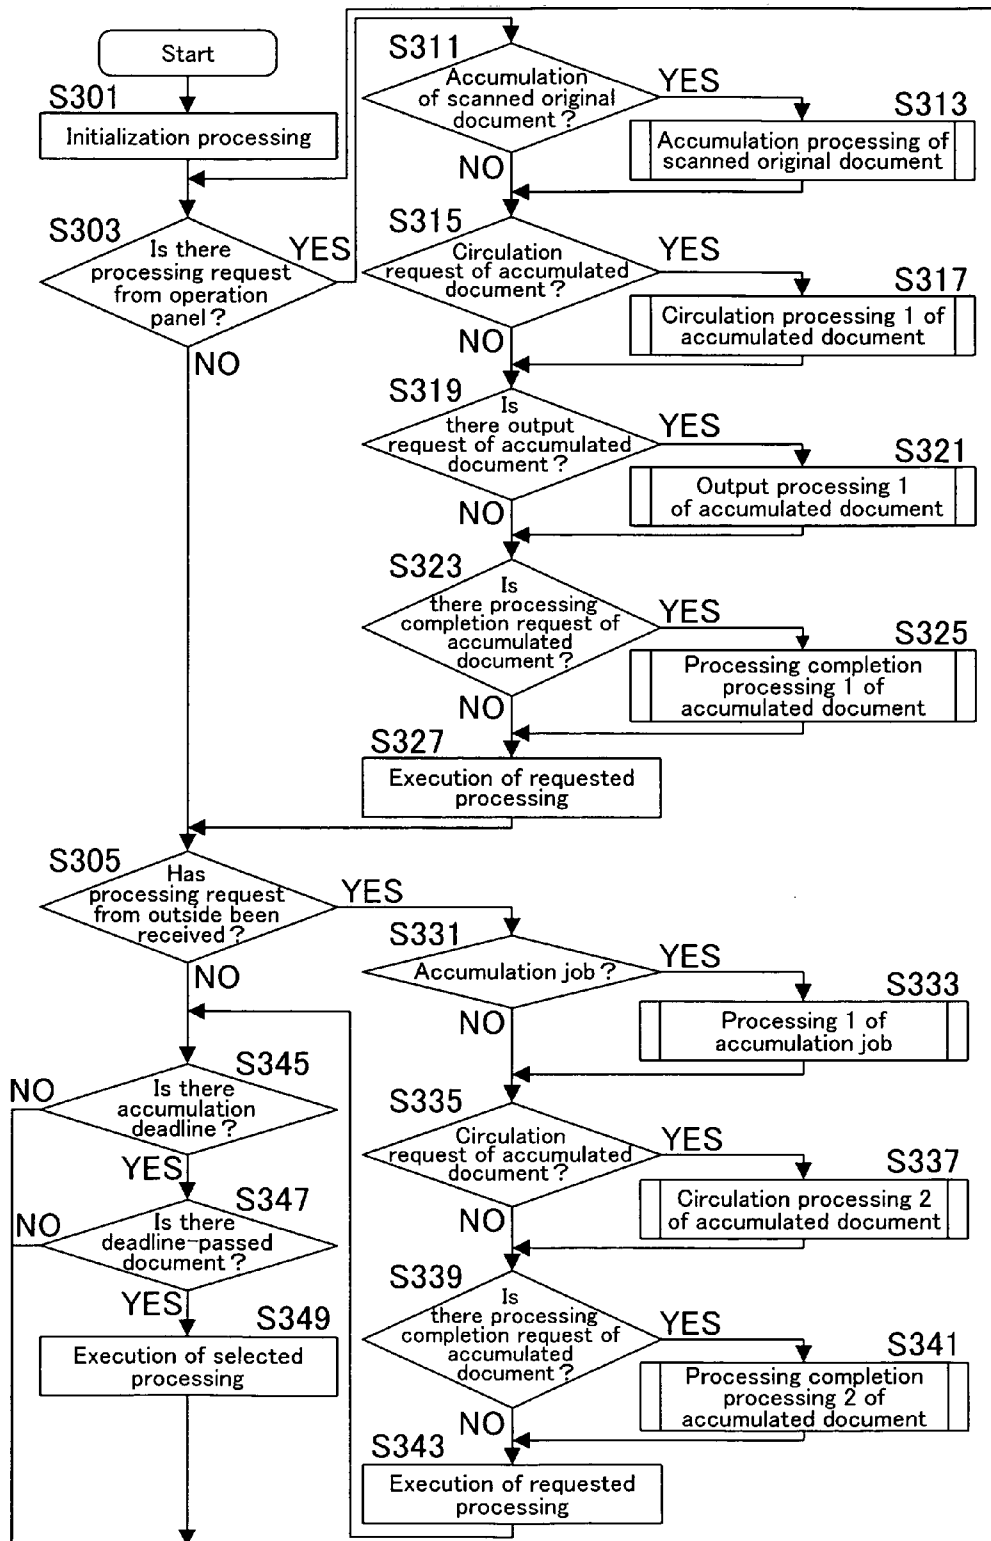 Start
S301
Initialization processing
S303
Is there
processing request
from operation
panel?
YES
NO
S311
Accumulation
of scanned original
document?
YES
NO
S313
Accumulation processing of
scanned original document
S315
Circulation
request of accumulated
document?
YES
NO
S317
Circulation processing 1 of
accumulated document
S319
Is
there output
request of accumulated
document?
YES
NO
S321
Output processing 1
of accumulated document
S323
Is
there processing
completion request of
accumulated
document?
YES
NO
S325
Processing completion
processing 1 of
accumulated document
S327
Execution of requested
processing
S305
Has
processing request
from outside been
received?
YES
NO
S331
Accumulation job?
YES
NO
S333
Processing 1 of
accumulation job
S335
Circulation
request of accumulated
document?
YES
NO
S337
Circulation processing 2
of accumulated document
S339
Is
there processing
completion request of
accumulated
document?
YES
NO
S341
Processing completion
processing 2 of
accumulated document
S343
Execution of requested
processing
S345
Is there
accumulation
deadline?
NO
YES
S347
Is there
deadline-passed
document?
NO
YES
S349
Execution of selected
processing